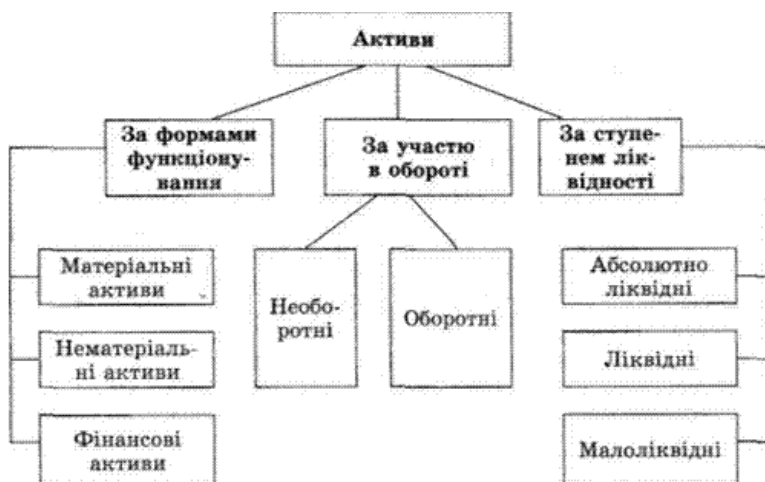 Активи
За формами
функціону-
вання
За участю
в обороті
За ступе-
нем лік-
відності
Матеріальні
активи
Нематеріаль-
ні активи
Фінансові
активи
Необо-
ротні
Оборотні
Абсолютно
ліквідні
Ліквідні
Малоліквідні